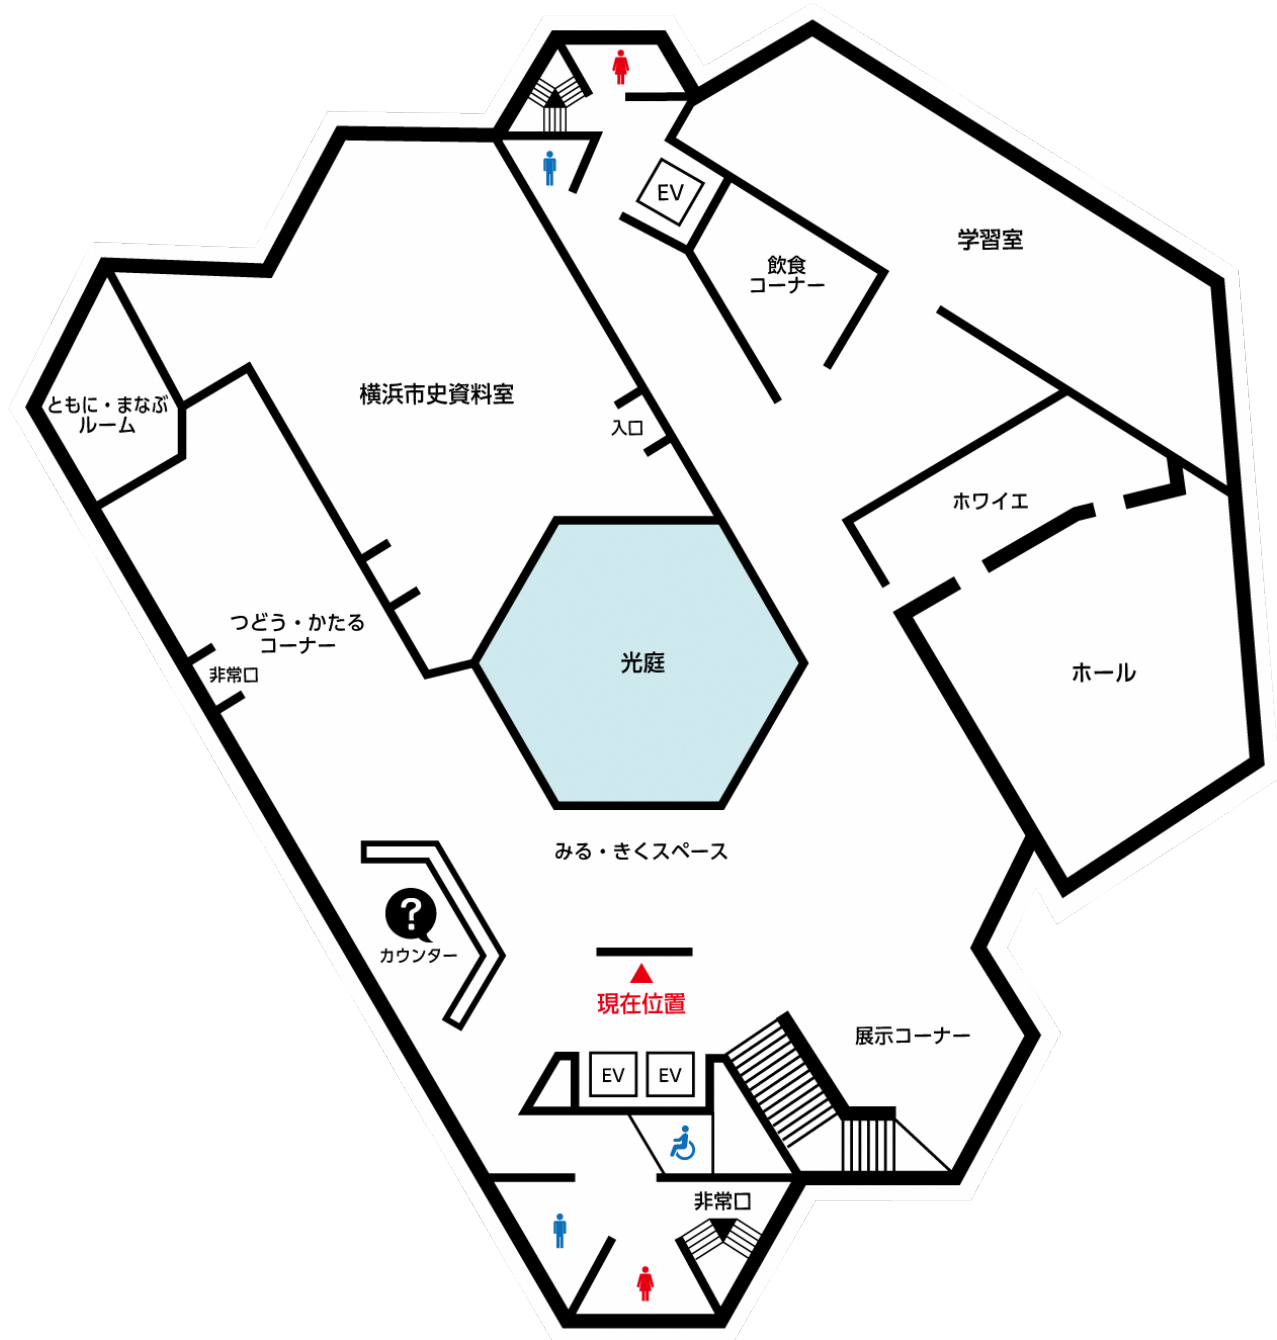 EV
学習室
飲食
コーナー
横浜市史資料室
ともに・まなぶ
ルーム
入口
ホワイエ
つどう・かたる
コーナー
非常口
光庭
ホール
みる・きくスペース
?
カウンター
現在位置
展示コーナー
EV
EV
非常口